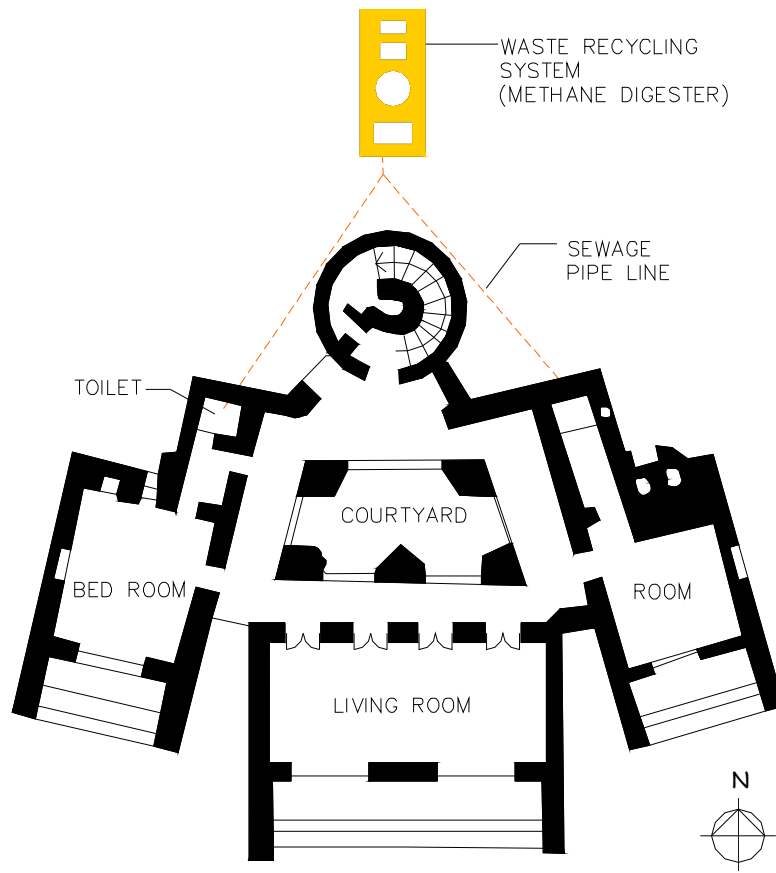 WASTE RECYCLING
SYSTEM
(METHANE DIGESTER)
SEWAGE
PIPE LINE
TOILET
COURTYARD
BED ROOM
ROOM
LIVING ROOM
N